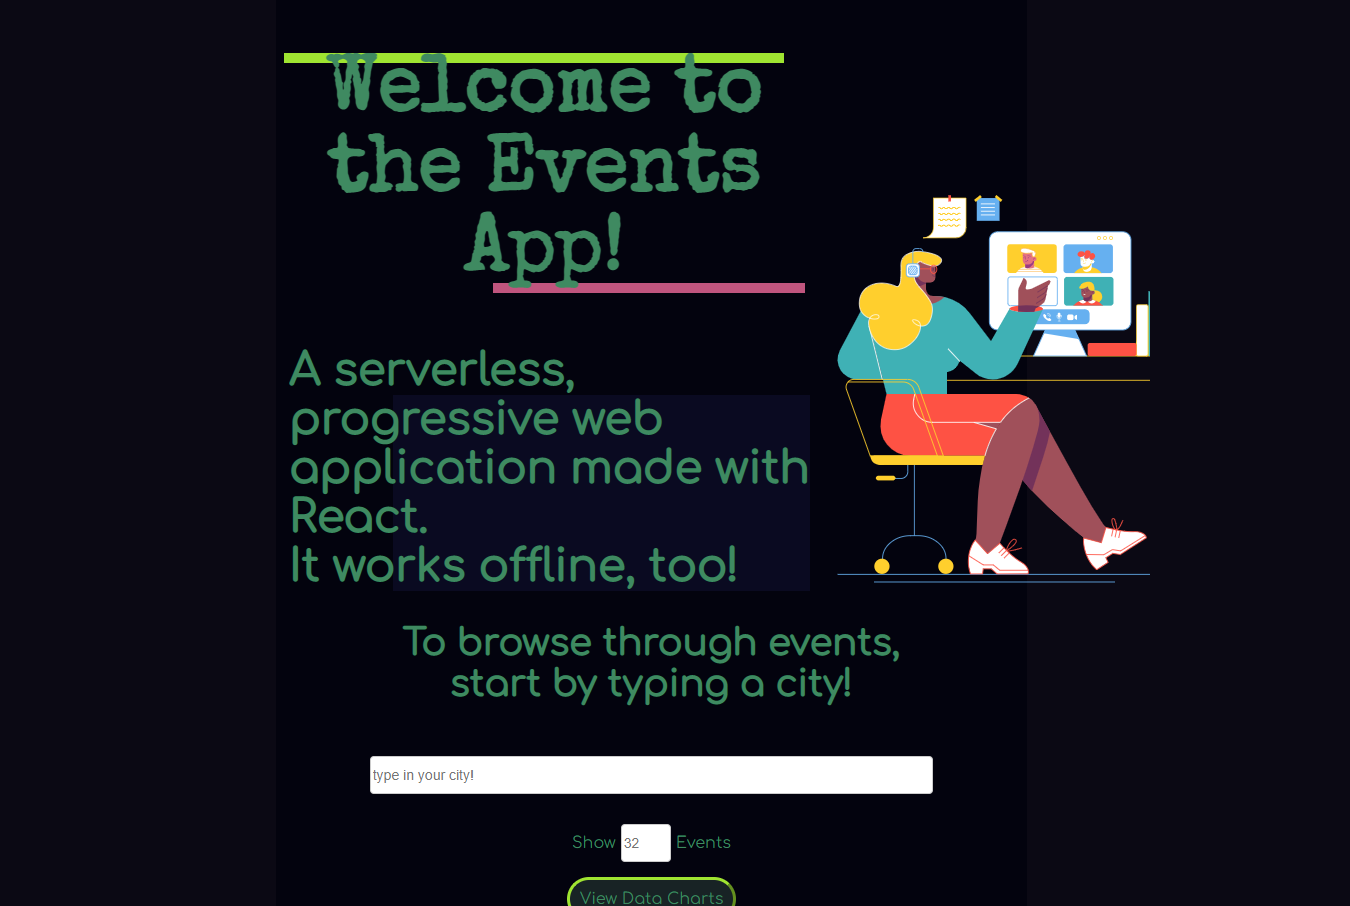 Welcome to
the Events
App!
A serverless,
progressive web
application made with
React.
It works offline, too!
To browse through events,
start by typing a city!
type in your city!
Show 32 Events
View Data Charts